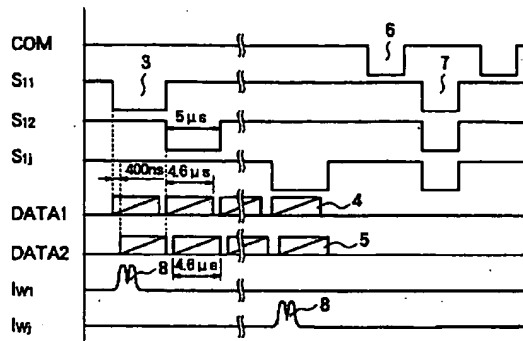 COM 6
S11 3 7
S12 5μs
S1j
400ns 4.6μs
DATA1 4
DATA2 5
4.6μs
IW1 8
IWj 8